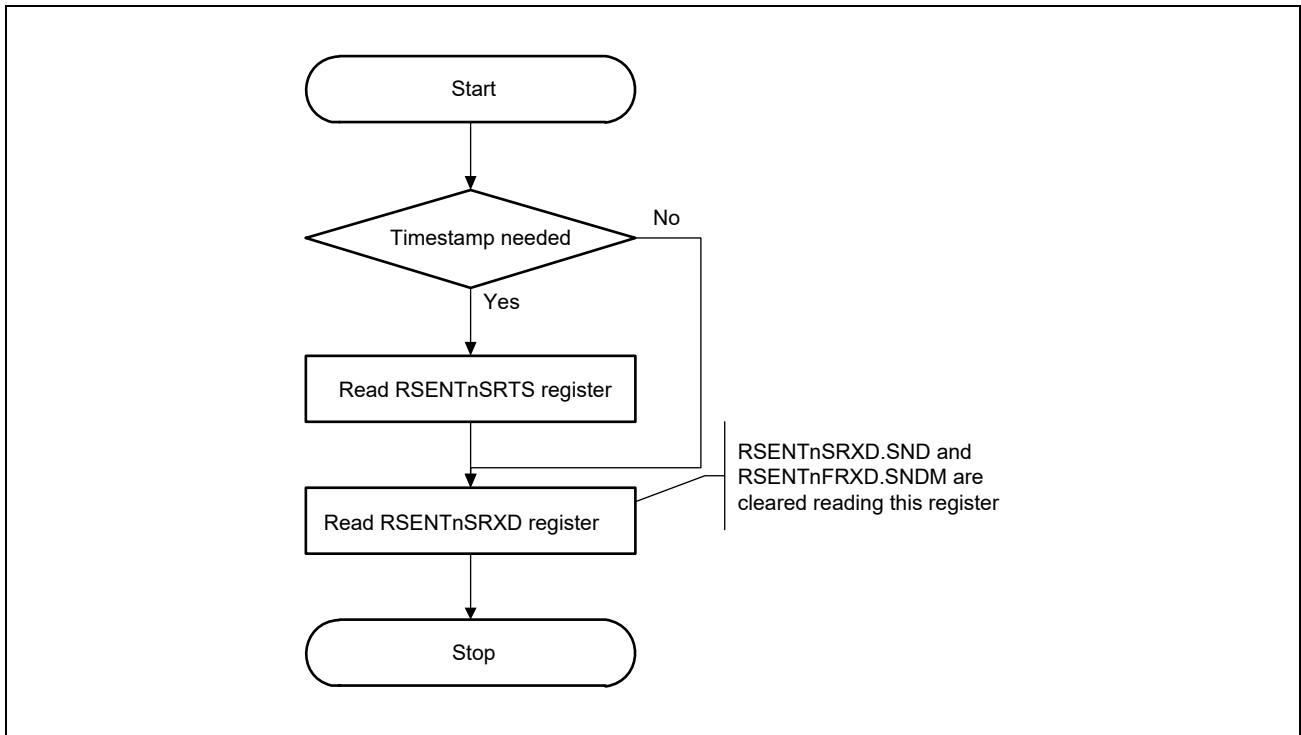 Start
Timestamp needed
No
Yes
Read RSENTnSRTS register
RSENTnSRXD.SND and
RSENTnFRXD.SNDM are
cleared reading this register
Read RSENTnSRXD register
Stop